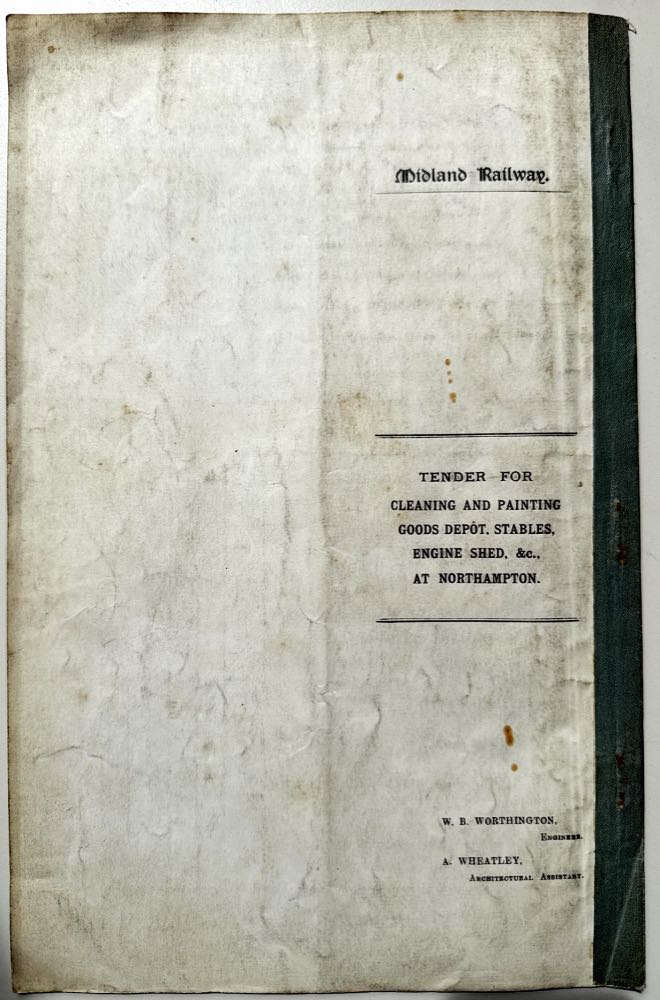 Midland Railway.
TENDER FOR
CLEANING AND PAINTING
GOODS DEPÔT, STABLES,
ENGINE SHED, &c.,
AT NORTHAMPTON.
W. B. WORTHINGTON,
ENGINEER.
A. WHEATLEY,
ARCHITECTURAL ASSISTANT.